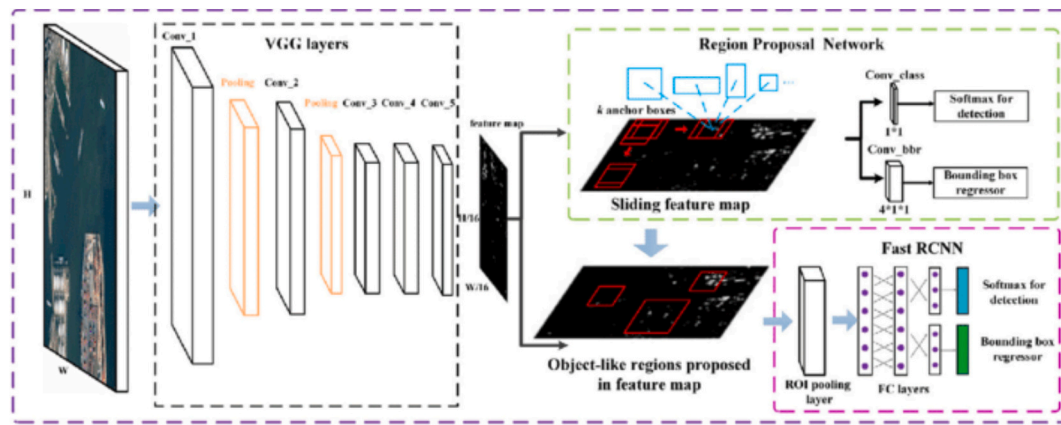 VGG layers
Conv_1
Pooling
Conv_2
Pooling
Conv_3
Conv_4
Conv_5
H
W
feature map
H/16
W/16
Region Proposal Network
k anchor boxes
...
Sliding feature map
Conv_class
1*1
Softmax for
detection
Conv_bbr
4*1*1
Bounding box
regressor
Object-like regions proposed
in feature map
Fast RCNN
ROI pooling
layer
FC layers
Softmax for
detection
Bounding box
regressor